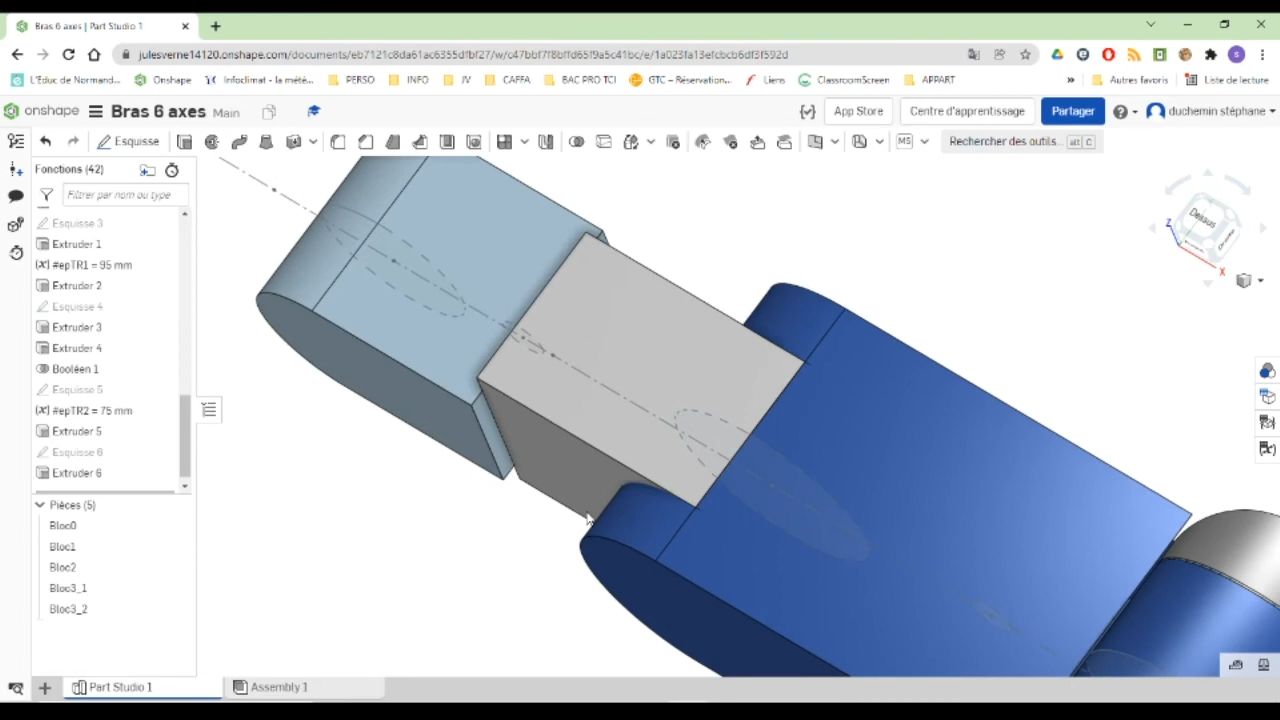 Bras 6 axes | Part Studio 1
julesverne14120.onshape.com/documents/eb7121c8da61ac6355dfbf27/w/c47bbf7f8bffd65f9a5c41bc/e/1a023fa13efcbcb6df3f592d
L'Educ de Normand... Onshape Infoclimat - la mété... PERSO INFO JV CAFFA BAC PRO TCI GTC – Réservation... Liens ClassroomScreen APPART » Autres favoris Liste de lecture
onshape Bras 6 axes Main App Store Centre d'apprentissage Partager duchemin stéphane
Esquisse MS Rechercher des outils... alt C
Fonctions (42)
Filtrer par nom ou type
Esquisse 3
Extruder 1
(x) #epTR1 = 95 mm
Extruder 2
Esquisse 4
Extruder 3
Extruder 4
Booléen 1
Esquisse 5
(x) #epTR2 = 75 mm
Extruder 5
Esquisse 6
Extruder 6
Pièces (5)
Bloc0
Bloc1
Bloc2
Bloc3_1
Bloc3_2
Dessus
Z
X
Part Studio 1 Assembly 1